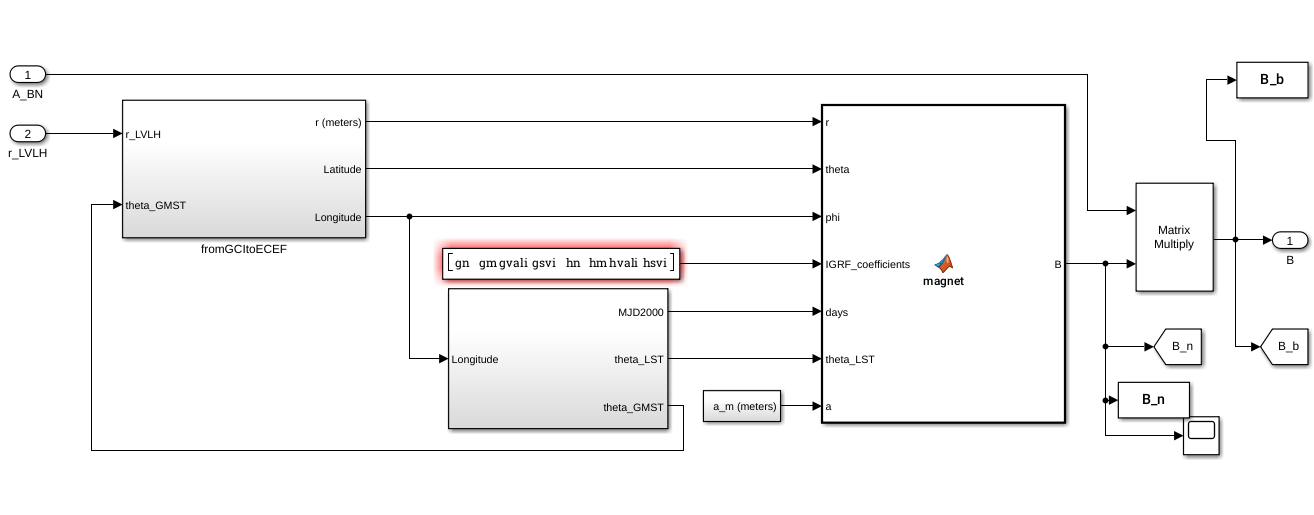 1
A_BN
2
r_LVLH
r_LVLH
theta_GMST
r (meters)
Latitude
Longitude
fromGCItoECEF
[gn gm gvali gsvi hn hm hvali hsvi]
Longitude
MJD2000
theta_LST
theta_GMST
a_m (meters)
r
theta
phi
IGRF_coefficients
days
theta_LST
a
magnet
B
Matrix
Multiply
B_b
1
B
B_n
B_b
B_n